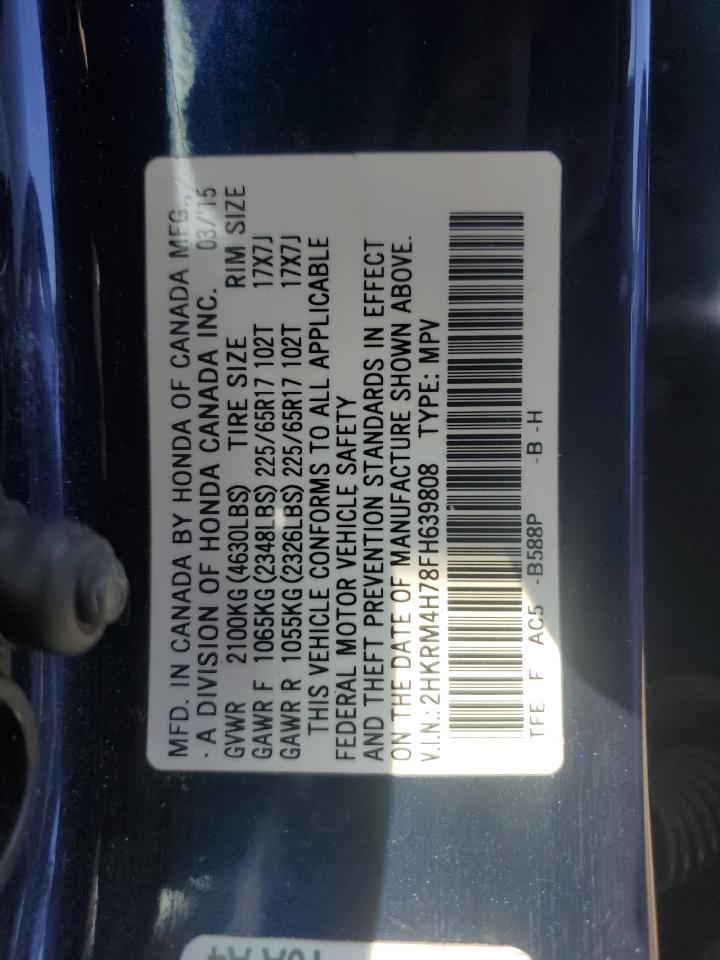 MFD. IN CANADA BY HONDA OF CANADA MFG.,
A DIVISION OF HONDA CANADA INC. 03/'15
GVWR 2100KG(4630LBS) TIRE SIZE RIM SIZE
GAWR F 1065KG(2348LBS) 225/65R17 102T 17X7J
GAWR R 1055KG(2326LBS) 225/65R17 102T 17X7J
THIS VEHICLE CONFORMS TO ALL APPLICABLE
FEDERAL MOTOR VEHICLE SAFETY
AND THEFT PREVENTION STANDARDS IN EFFECT
ON THE DATE OF MANUFACTURE SHOWN ABOVE.
V.I.N.: 2HKRM4H78FH639808 TYPE: MPV
TFE F AC5 -B588P -B -H